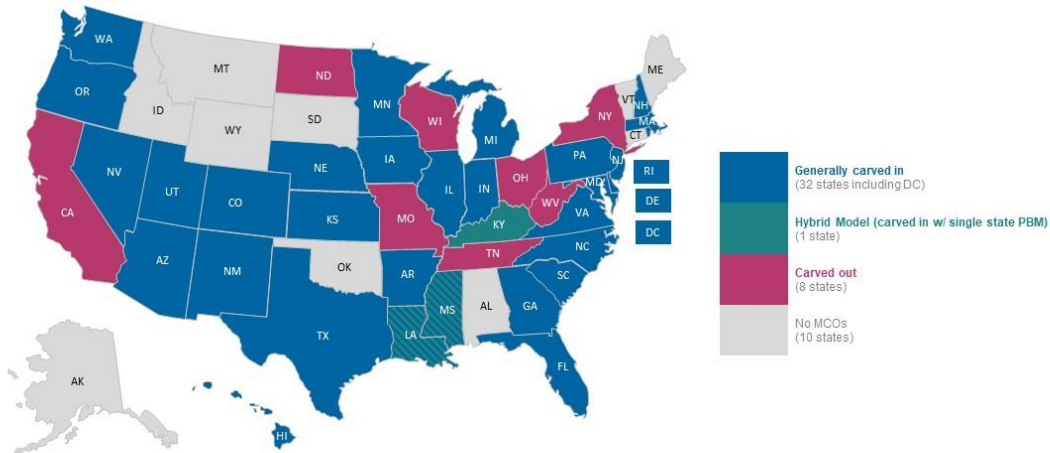 WA
MT
ND
OR
ID
WY
SD
MN
WI
MI
NY
VT
NH
ME
MA
CT
NV
UT
CO
NE
IA
IL
IN
OH
PA
NJ
MD
RI
DE
DC
CA
AZ
NM
KS
MO
KY
WV
VA
OK
AR
TN
NC
SC
TX
LA
MS
AL
GA
FL
AK
HI
Generally carved in
(32 states including DC)
Hybrid Model (carved in w/ single state PBM)
(1 state)
Carved out
(8 states)
No MCOs
(10 states)